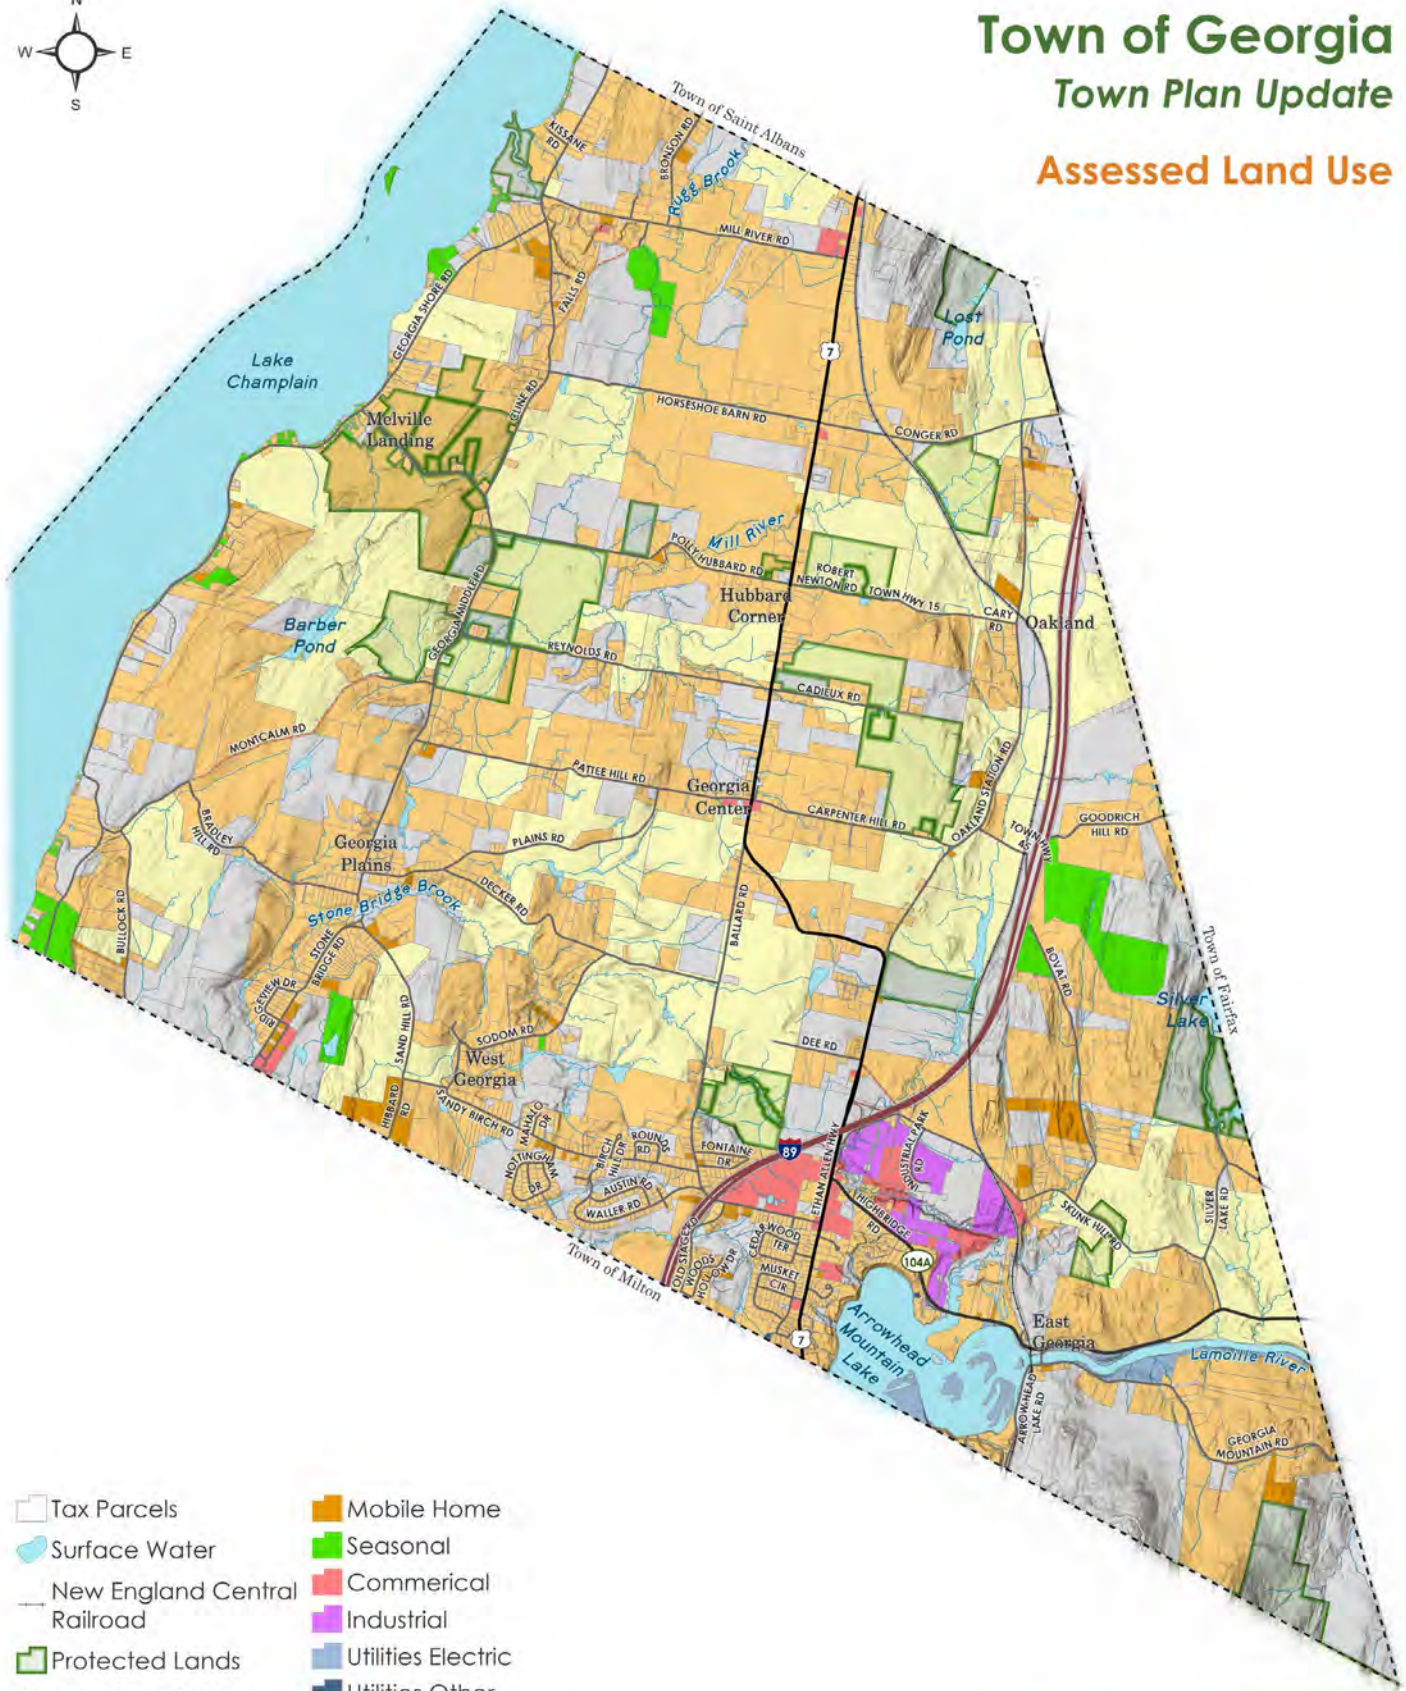 N
W
E
S
Town of Georgia
Town Plan Update
Assessed Land Use
Town of Saint Albans
KISSANE
RD
BRONSON RD
Rugg Brook
MILL RIVER RD
GEORGIA SHORE RD
FALLS RD
Lost
Pond
7
Lake
Champlain
CLINE RD
HORSESHOE BARN RD
CONGER RD
Melville
Landing
Mill River
POLLY HUBBARD RD
ROBERT
NEWTON RD
TOWN HWY 15
Hubbard
Corner
CARY
RD
Oakland
Barber
Pond
GEORGIA MIDDLE RD
REYNOLDS RD
CADIEUX RD
MONTCALM RD
PATTEE HILL RD
Georgia
Center
CARPENTER HILL RD
OAKLAND STATION RD
TOWN HWY
45
GOODRICH
HILL RD
BRADLEY
HILL RD
Georgia
Plains
PLAINS RD
DECKER RD
Stone Bridge Brook
BULLOCK RD
STONE
BRIDGE RD
BALLARD RD
BOVAT RD
Town of Fairfax
Silver
Lake
RIDGEVIEW DR
SAND HILL RD
SODOM RD
DEE RD
West
Georgia
HIBBARD
RD
SANDY BIRCH RD
MAHALO
DR
NOTTINGHAM
DR
BIRCH
HILL DR
ROUNDS
RD
FONTAINE
DR
89
AUSTIN RD
WALLER RD
ETHAN ALLEN HWY
INDUSTRIAL PARK
RD
HIGHBRIDGE
RD
SKUNK HILL RD
SILVER
LAKE RD
OLD STAGE RD
WOODS
HOLLOW DR
CEDAR WOOD
TER
MUSKET
CIR
104A
Town of Milton
7
Arrowhead
Mountain
Lake
East
Georgia
Lamoille River
ARROWHEAD
LAKE RD
GEORGIA
MOUNTAIN RD
Tax Parcels
Surface Water
New England Central
Railroad
Protected Lands
Mobile Home
Seasonal
Commerical
Industrial
Utilities Electric
Utilities Other